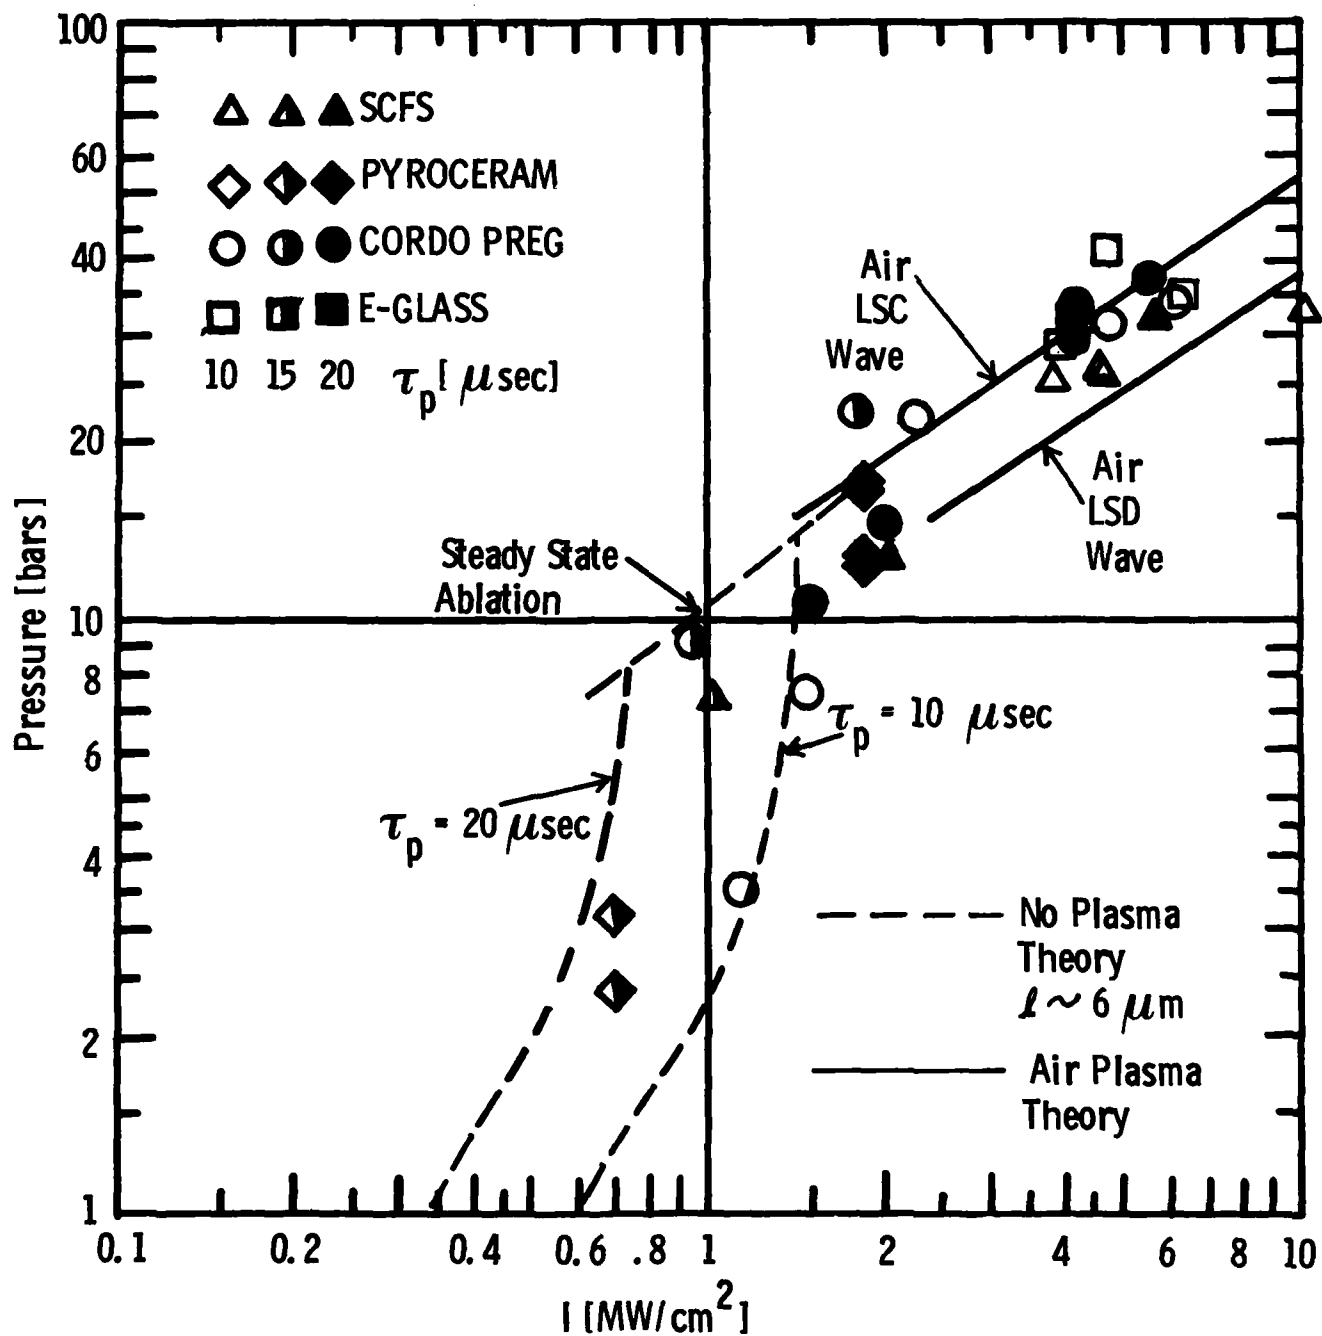 100
60
40
20
10
8
6
4
2
1
Pressure [bars]
SCFS
PYROCERAM
CORDO PREG
E-GLASS
10 15 20 τp [μsec]
Air
LSC
Wave
Air
LSD
Wave
Steady State
Ablation
τp = 10 μsec
τp = 20 μsec
No Plasma
Theory
ℓ ~ 6 μm
Air Plasma
Theory
0.1 0.2 0.4 0.6 .8 1 2 4 6 8 10
I [MW/cm²]